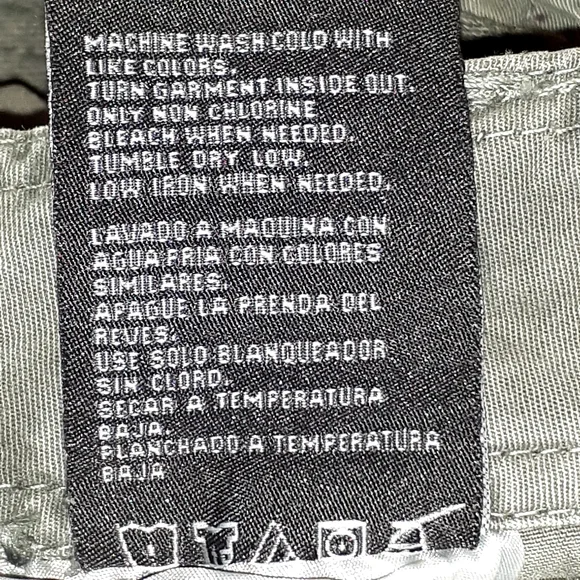 MACHINE WASH COLD WITH
LIKE COLORS.
TURN GARMENT INSIDE OUT.
ONLY NON CHLORINE
BLEACH WHEN NEEDED.
TUMBLE DRY LOW.
LOW IRON WHEN NEEDED.
LAVADO A MAQUINA CON
AGUA FRIA CON COLORES
SIMILARES.
APAGUE LA PRENDA DEL
REVES.
USE SOLO BLANQUEADOR
SIN CLORO.
SECAR A TEMPERATURA
BAJA.
PLANCHADO A TEMPERATURA
BAJA